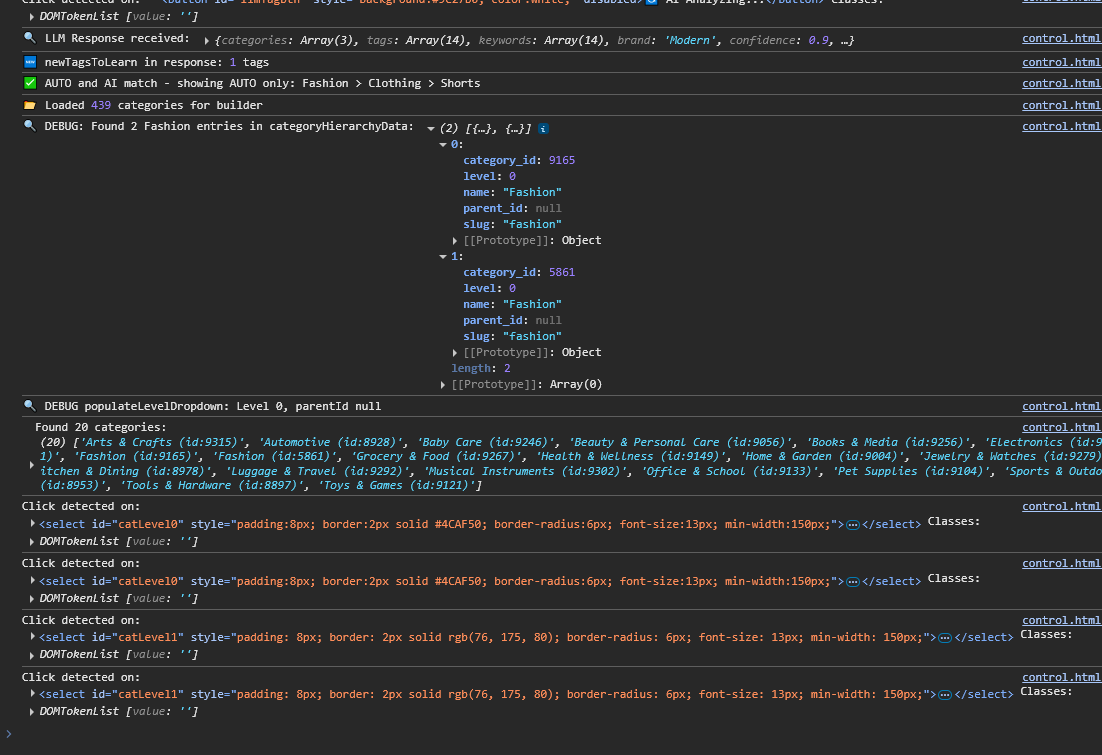 Click detected on: <button id="llmTagBtn" style="background:#9C27B0; color:white;" disabled>🔄 AI Analyzing...</button> Classes:
control.html
▸ DOMTokenList [value: '']
🔍 LLM Response received: ▸ {categories: Array(3), tags: Array(14), keywords: Array(14), brand: 'Modern', confidence: 0.9, …}
control.html
🆕 newTagsToLearn in response: 1 tags
control.html
✅ AUTO and AI match - showing AUTO only: Fashion > Clothing > Shorts
control.html
📂 Loaded 439 categories for builder
control.html
🔍 DEBUG: Found 2 Fashion entries in categoryHierarchyData: ▾ (2) [{…}, {…}] i
control.html
▾ 0:
category_id: 9165
level: 0
name: "Fashion"
parent_id: null
slug: "fashion"
▸ [[Prototype]]: Object
▾ 1:
category_id: 5861
level: 0
name: "Fashion"
parent_id: null
slug: "fashion"
▸ [[Prototype]]: Object
length: 2
▸ [[Prototype]]: Array(0)
🔍 DEBUG populateLevelDropdown: Level 0, parentId null
control.html
Found 20 categories:
control.html
(20) ['Arts & Crafts (id:9315)', 'Automotive (id:8928)', 'Baby Care (id:9246)', 'Beauty & Personal Care (id:9056)', 'Books & Media (id:9256)', 'ELectronics (id:9
1)', 'Fashion (id:9165)', 'Fashion (id:5861)', 'Grocery & Food (id:9267)', 'Health & Wellness (id:9149)', 'Home & Garden (id:9004)', 'Jewelry & Watches (id:9279)
▸ itchen & Dining (id:8978)', 'Luggage & Travel (id:9292)', 'Musical Instruments (id:9302)', 'Office & School (id:9133)', 'Pet Supplies (id:9104)', 'Sports & Outdo
(id:8953)', 'Tools & Hardware (id:8897)', 'Toys & Games (id:9121)']
Click detected on:
control.html
▸ <select id="catLevel0" style="padding:8px; border:2px solid #4CAF50; border-radius:6px; font-size:13px; min-width:150px;">…</select> Classes:
▸ DOMTokenList [value: '']
Click detected on:
control.html
▸ <select id="catLevel0" style="padding:8px; border:2px solid #4CAF50; border-radius:6px; font-size:13px; min-width:150px;">…</select> Classes:
▸ DOMTokenList [value: '']
Click detected on:
control.html
▸ <select id="catLevel1" style="padding: 8px; border: 2px solid rgb(76, 175, 80); border-radius: 6px; font-size: 13px; min-width: 150px;">…</select> Classes:
▸ DOMTokenList [value: '']
Click detected on:
control.html
▸ <select id="catLevel1" style="padding: 8px; border: 2px solid rgb(76, 175, 80); border-radius: 6px; font-size: 13px; min-width: 150px;">…</select> Classes:
▸ DOMTokenList [value: '']
>